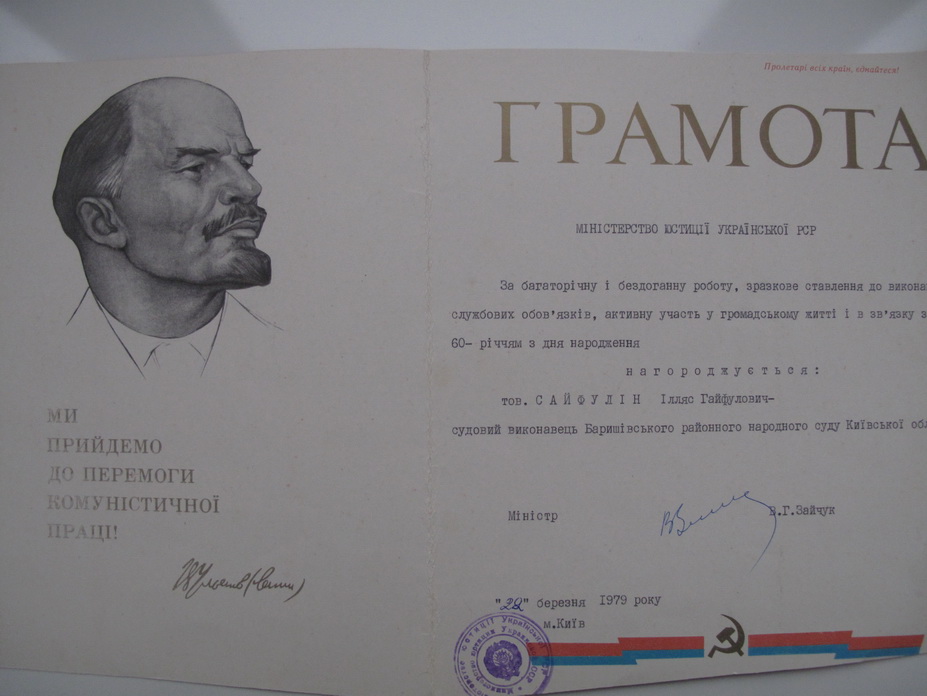 МИ
ПРИЙДЕМО
ДО ПЕРЕМОГИ
КОМУНІСТИЧНОЇ
ПРАЦІ!
В Ульянов (Ленин)
Пролетарі всіх країн, єднайтеся!
ГРАМОТА
МІНІСТЕРСТВО ЮСТИЦІЇ УКРАЇНСЬКОЇ РСР
За багаторічну і бездоганну роботу, зразкове ставлення до викона
службових обов'язків, активну участь у громадському житті і в зв'язку з
60- річчям з дня народження
нагороджується:
тов. САЙФУЛІН Ілляс Гайфулович-
судовий виконавець Баришівського районного народного суду Київської обл
Міністр В.Г.Зайчук
"22" березня 1979 року
м.Київ